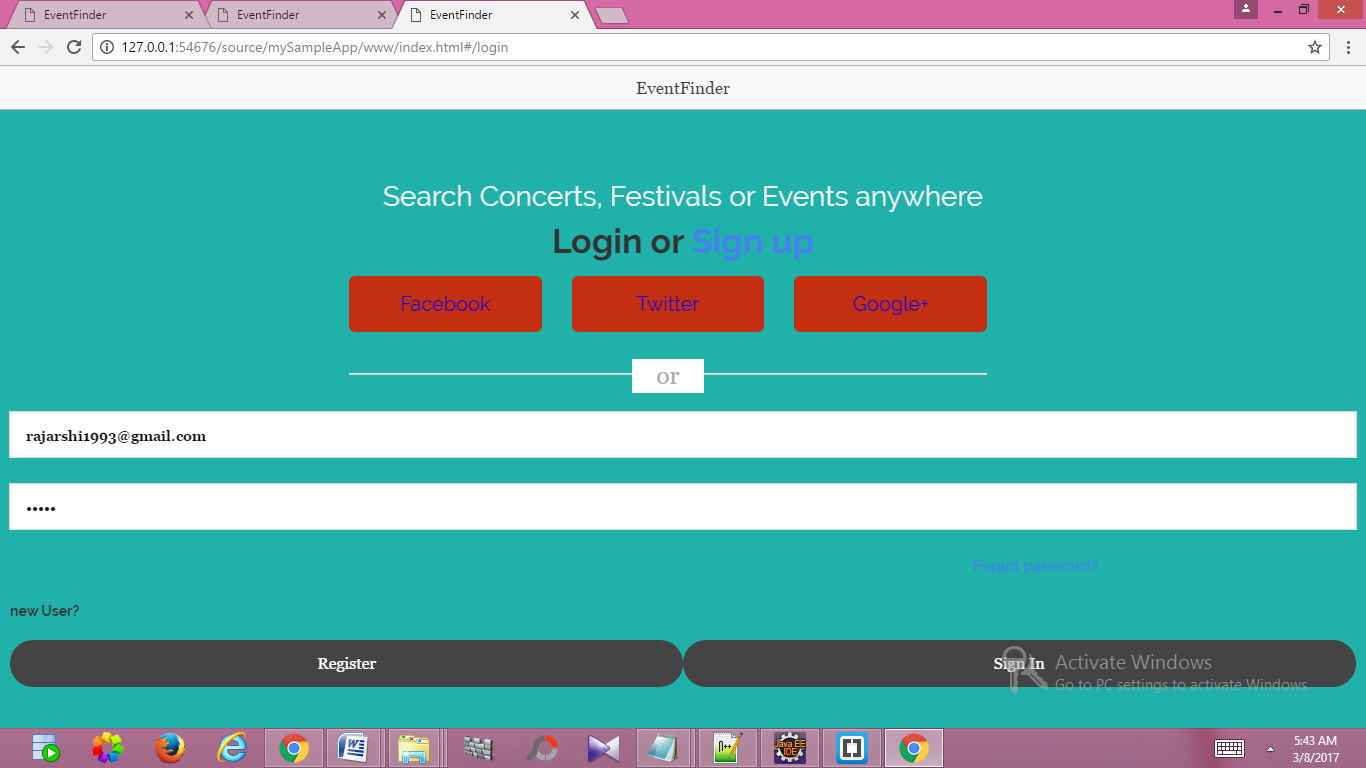 EventFinder EventFinder EventFinder
127.0.0.1:54676/source/mySampleApp/www/index.html#/login
EventFinder
Search Concerts, Festivals or Events anywhere
Login or Sign up
Facebook Twitter Google+
or
rajarshi1993@gmail.com
•••••
Forgot password?
new User?
Register Sign In
Activate Windows
Go to PC settings to activate Windows.
Java EE
IDE
5:43 AM
3/8/2017